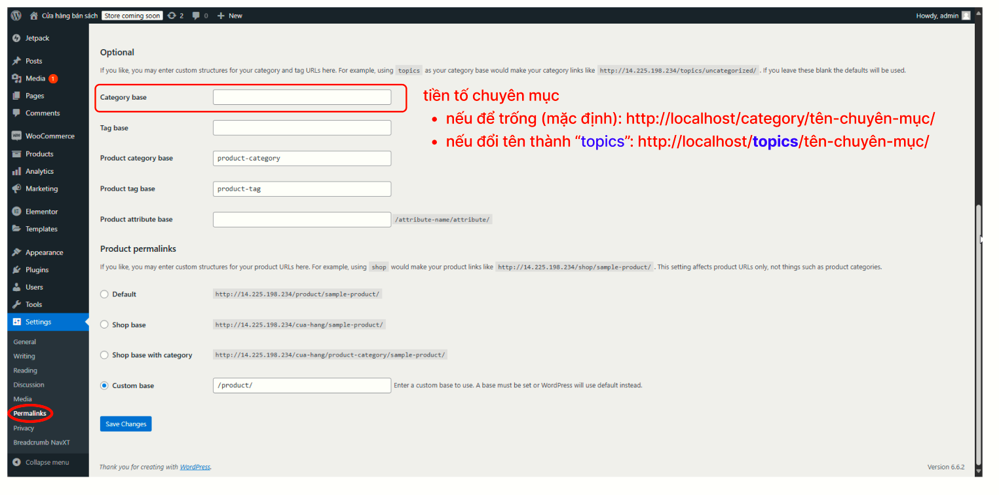 Cửa hàng bán sách Store coming soon 2 0 New Howdy, admin
Jetpack
Posts
Media 1
Pages
Comments
WooCommerce
Products
Analytics
Marketing
Elementor
Templates
Appearance
Plugins
Users
Tools
Settings
General
Writing
Reading
Discussion
Media
Permalinks
Privacy
Breadcrumb NavXT
Collapse menu
Optional
If you like, you may enter custom structures for your category and tag URLs here. For example, using topics as your category base would make your category links like http://14.225.198.234/topics/uncategorized/ . If you leave these blank the defaults will be used.
Category base
tiền tố chuyên mục
• nếu để trống (mặc định): http://localhost/category/tên-chuyên-mục/
• nếu đổi tên thành “topics”: http://localhost/topics/tên-chuyên-mục/
Tag base
Product category base product-category
Product tag base product-tag
Product attribute base /attribute-name/attribute/
Product permalinks
If you like, you may enter custom structures for your product URLs here. For example, using shop would make your product links like http://14.225.198.234/shop/sample-product/ . This setting affects product URLs only, not things such as product categories.
Default http://14.225.198.234/product/sample-product/
Shop base http://14.225.198.234/cua-hang/sample-product/
Shop base with category http://14.225.198.234/cua-hang/product-category/sample-product/
Custom base /product/ Enter a custom base to use. A base must be set or WordPress will use default instead.
Save Changes
Thank you for creating with WordPress. Version 6.6.2